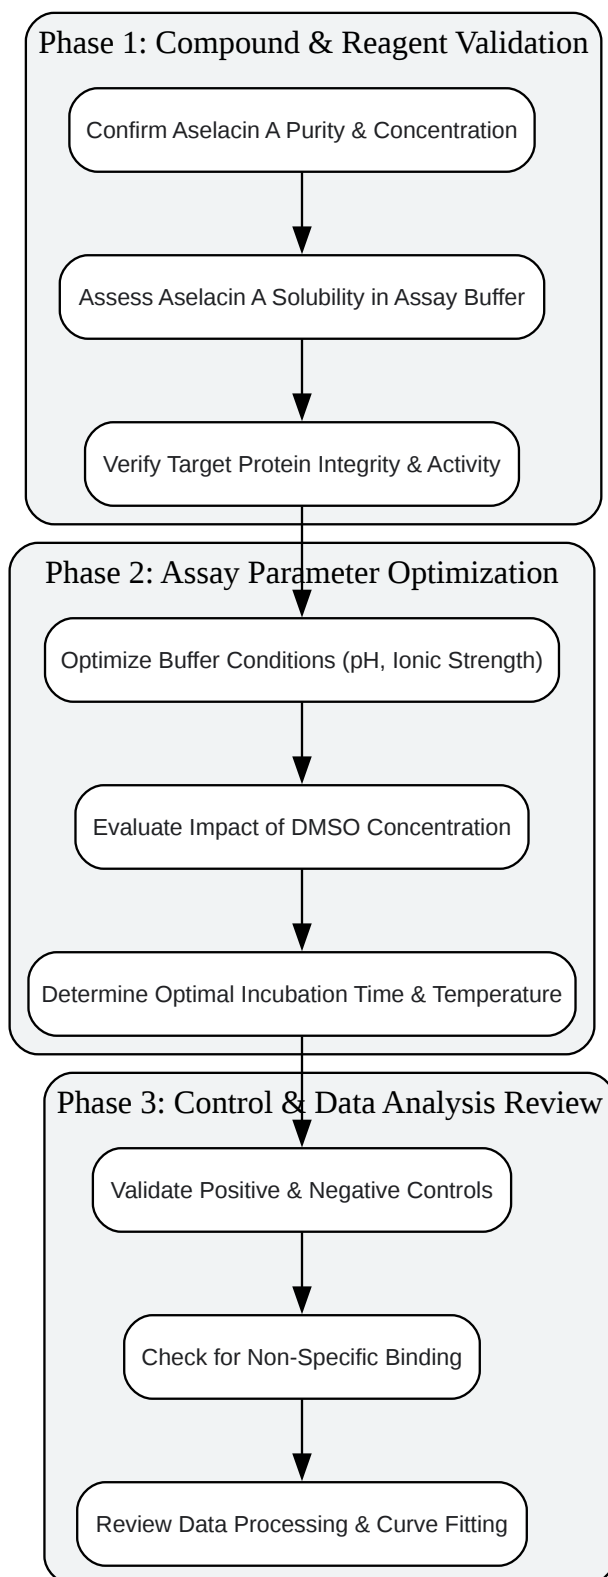 Phase 1: Compound & Reagent Validation
Confirm Aselacin A Purity & Concentration
Assess Aselacin A Solubility in Assay Buffer
Verify Target Protein Integrity & Activity
Phase 2: Assay Parameter Optimization
Optimize Buffer Conditions (pH, Ionic Strength)
Evaluate Impact of DMSO Concentration
Determine Optimal Incubation Time & Temperature
Phase 3: Control & Data Analysis Review
Validate Positive & Negative Controls
Check for Non-Specific Binding
Review Data Processing & Curve Fitting